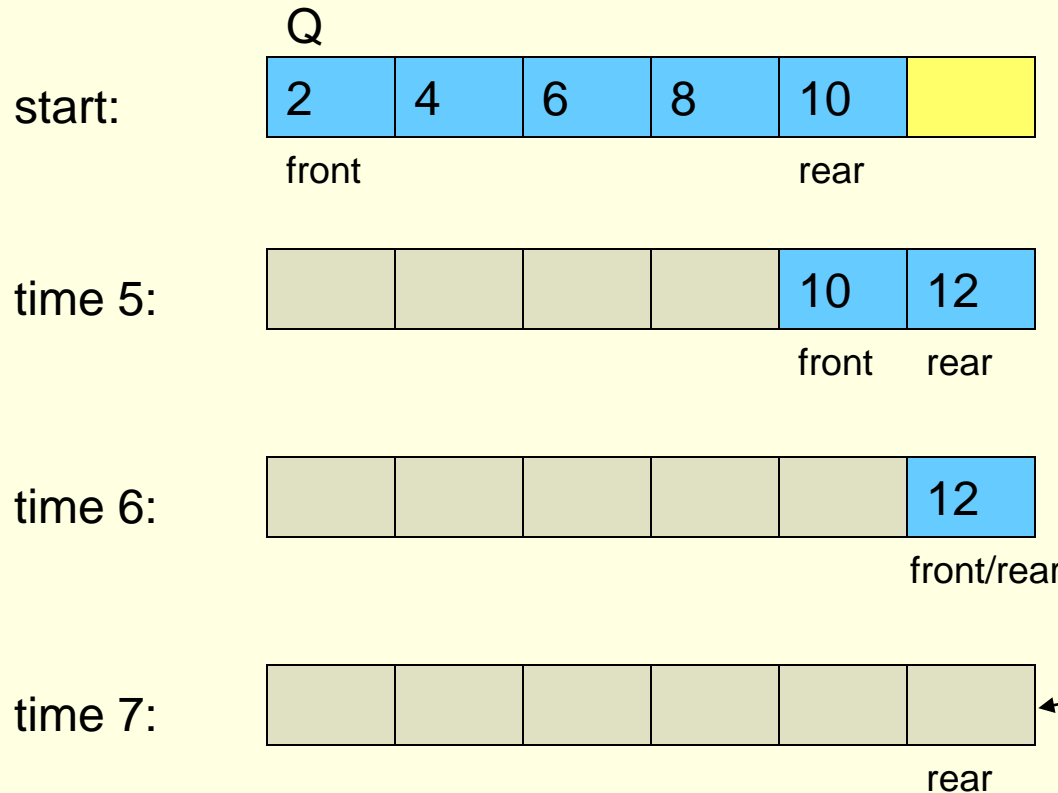 Q
start: 2 4 6 8 10
front rear
time 5: 10 12
front rear
time 6: 12
front/rear
time 7:
rear